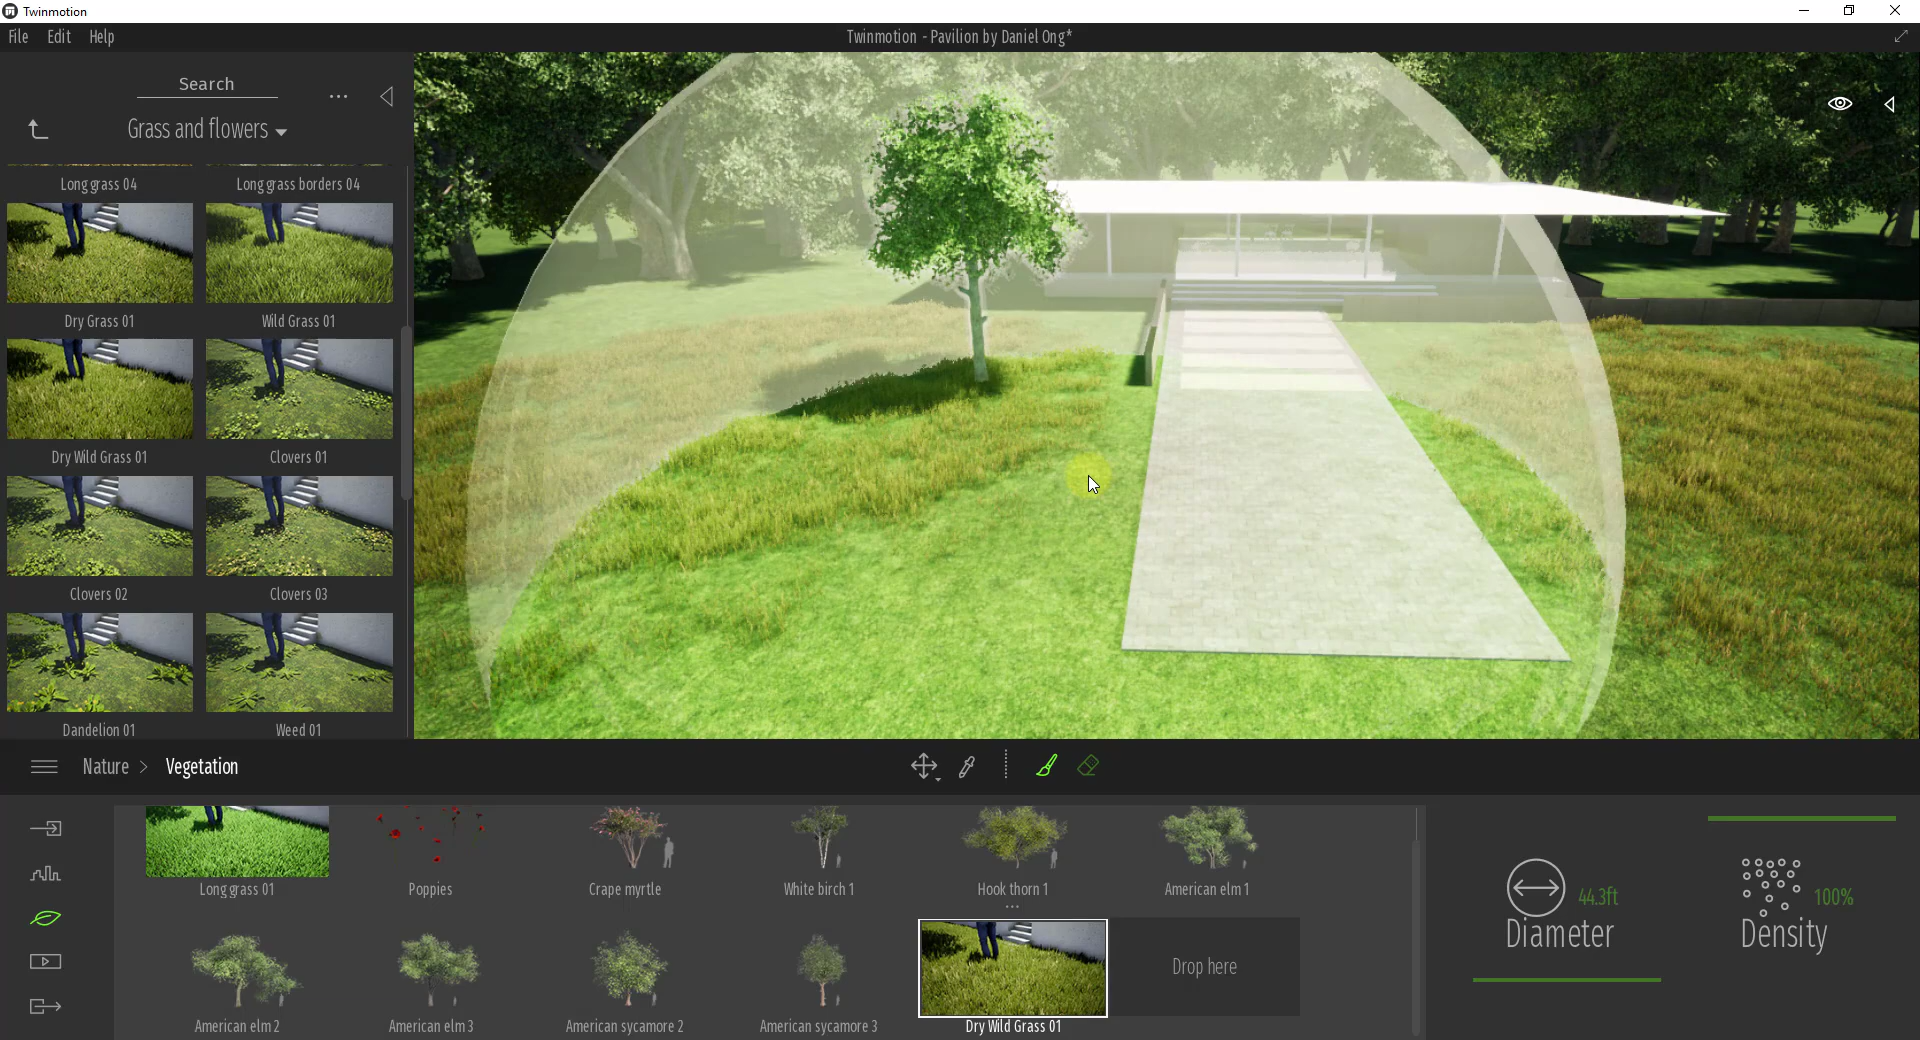 Twinmotion
File Edit Help
Twinmotion - Pavilion by Daniel Ong*
Search
Grass and flowers
Long grass 04
Long grass borders 04
Dry Grass 01
Wild Grass 01
Dry Wild Grass 01
Clovers 01
Clovers 02
Clovers 03
Dandelion 01
Weed 01
Nature > Vegetation
Long grass 01
Poppies
Crape myrtle
White birch 1
Hook thorn 1
American elm 1
American elm 2
American elm 3
American sycamore 2
American sycamore 3
Dry Wild Grass 01
Drop here
44.3ft
Diameter
100%
Density